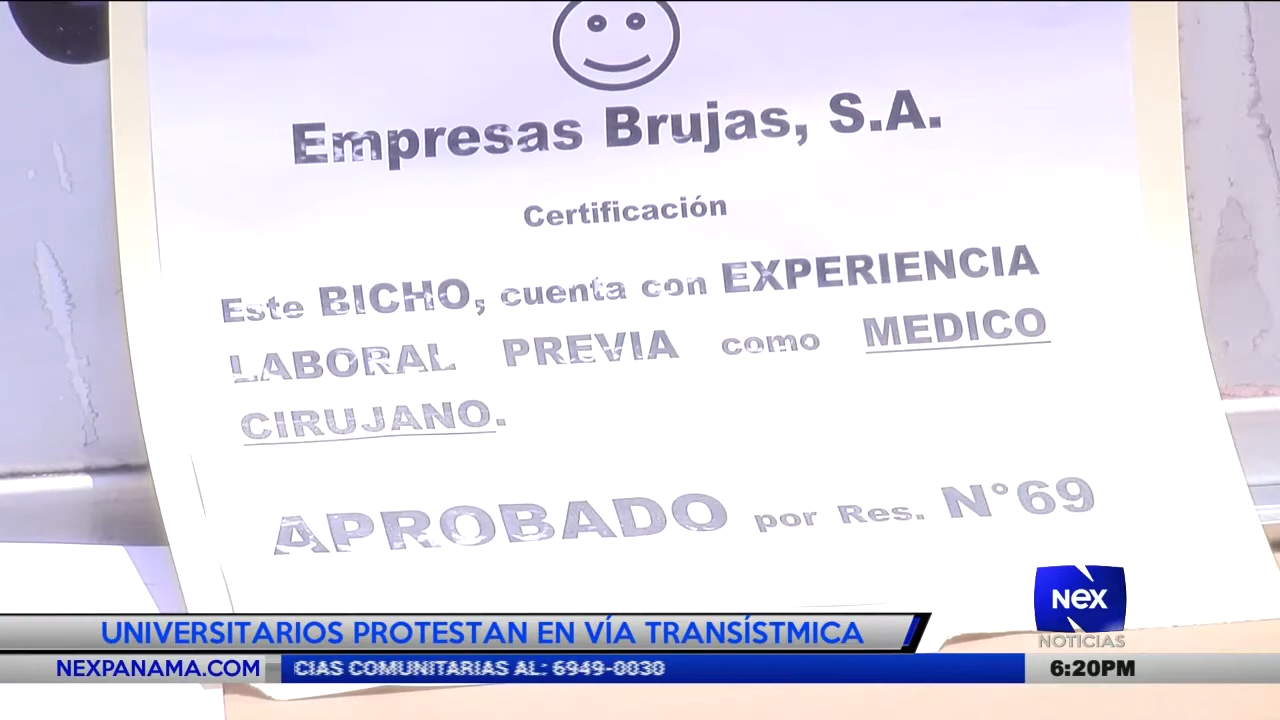 Empresas Brujas, S.A.
Certificación
Este BICHO, cuenta con EXPERIENCIA
LABORAL PREVIA como MEDICO
CIRUJANO.
APROBADO por Res. N°69
NEX
NOTICIAS
UNIVERSITARIOS PROTESTAN EN VÍA TRANSÍSTMICA
NEXPANAMA.COM CIAS COMUNITARIAS AL: 6949-0030 6:20PM